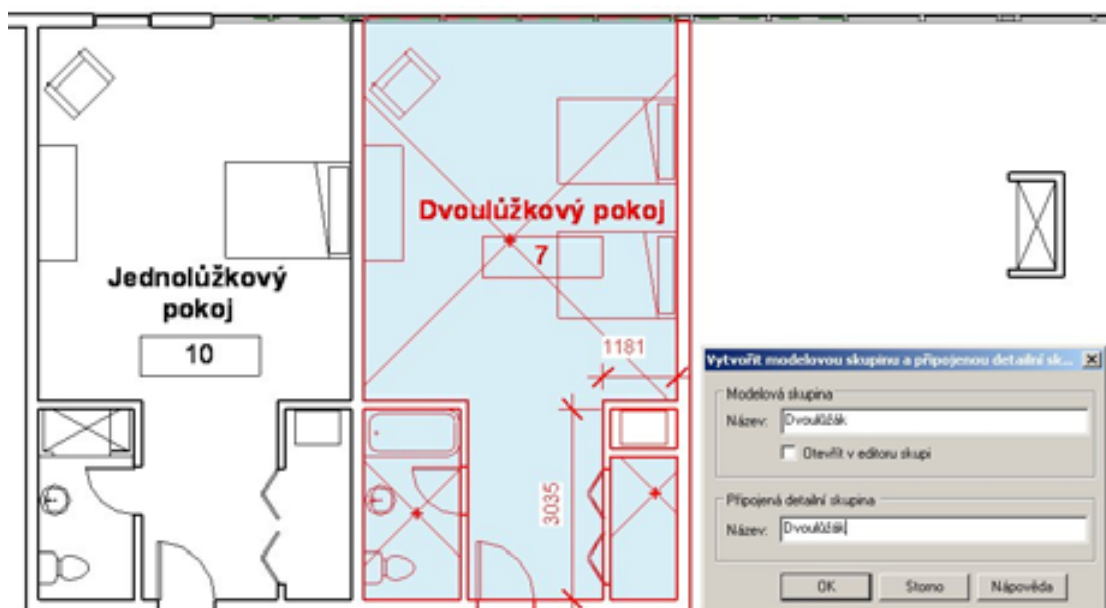 Dvoulůžkový pokoj
7
Jednolůžkový
pokoj
10
1181
3035
Vytvořit modelovou skupinu a připojenou detailní sk...
Modelová skupina
Název: Dvoulůžák
Otevřít v editoru skupi
Připojená detailní skupina
Název: Dvoulůžák
OK Storno Nápověda